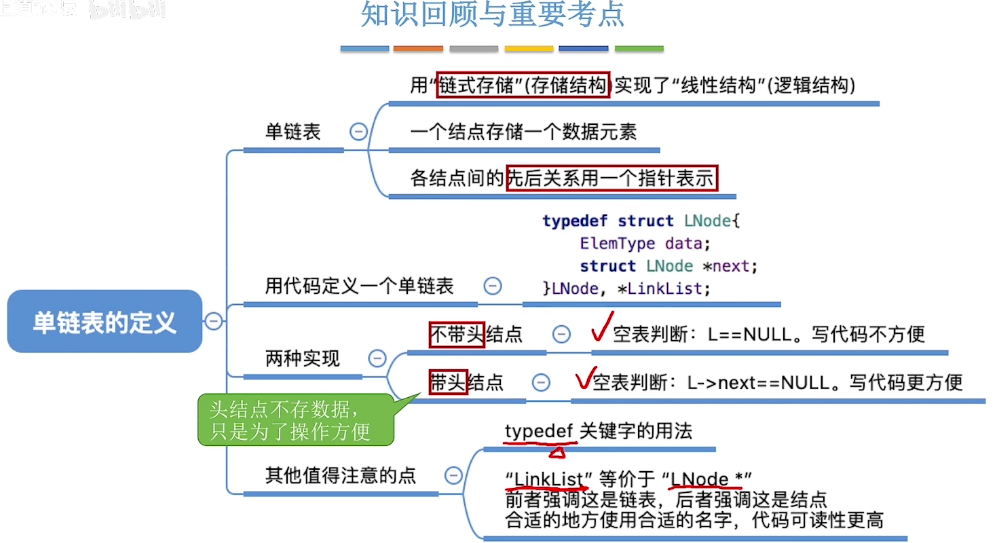 知识回顾与重要考点
用“链式存储”(存储结构)实现了“线性结构”(逻辑结构)
单链表
一个结点存储一个数据元素
各结点间的先后关系用一个指针表示
typedef struct LNode{
ElemType data;
struct LNode *next;
}LNode, *LinkList;
用代码定义一个单链表
单链表的定义
不带头结点
空表判断：L==NULL。写代码不方便
两种实现
带头结点
空表判断：L->next==NULL。写代码更方便
头结点不存数据，
只是为了操作方便
typedef 关键字的用法
其他值得注意的点
“LinkList” 等价于 “LNode *”
前者强调这是链表，后者强调这是结点
合适的地方使用合适的名字，代码可读性更高